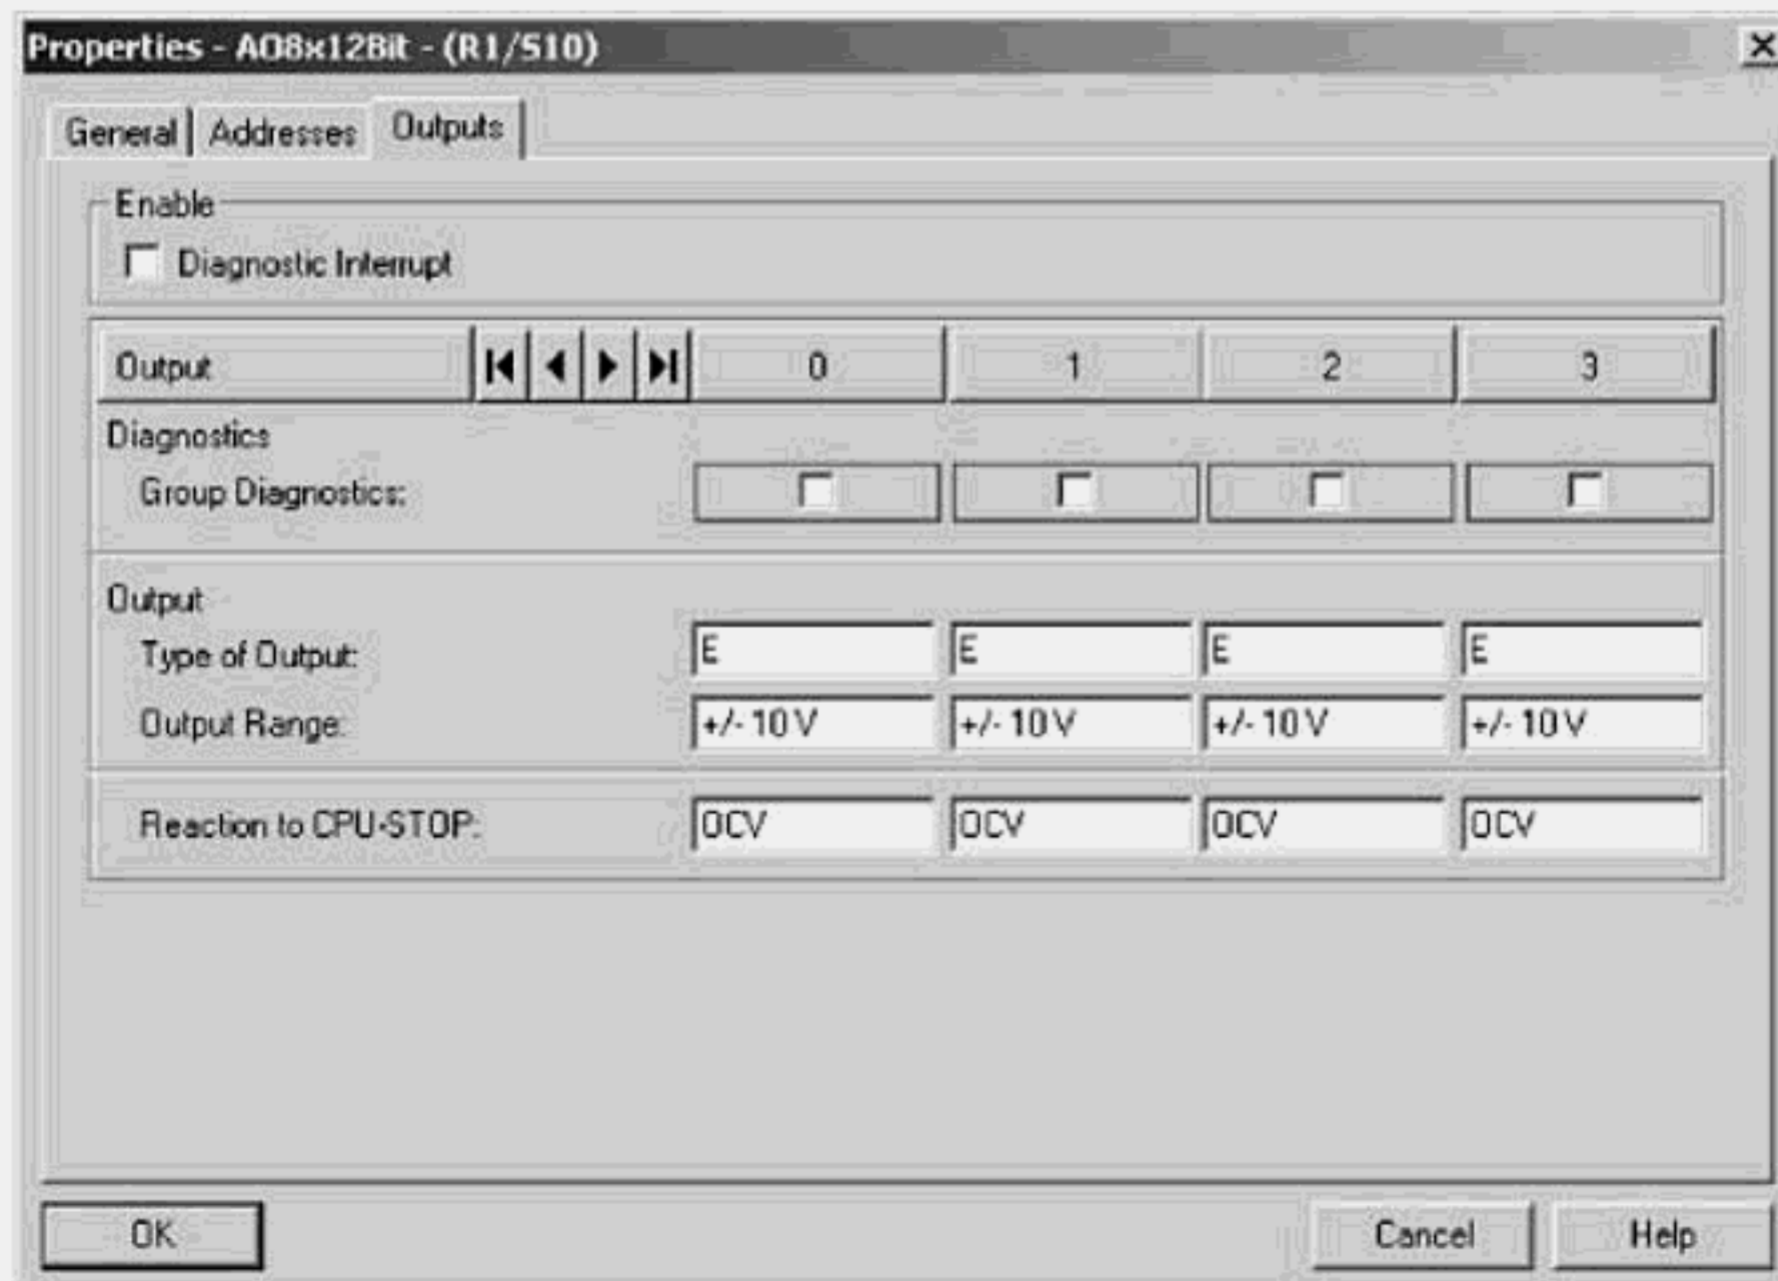 Properties - AO8x12Bit - (R1/S10)
General Addresses Outputs
Enable
Diagnostic Interrupt
Output 0 1 2 3
Diagnostics
Group Diagnostics:
Output
Type of Output: E E E E
Output Range: +/- 10 V +/- 10 V +/- 10 V +/- 10 V
Reaction to CPU-STOP: OCV OCV OCV OCV
OK Cancel Help